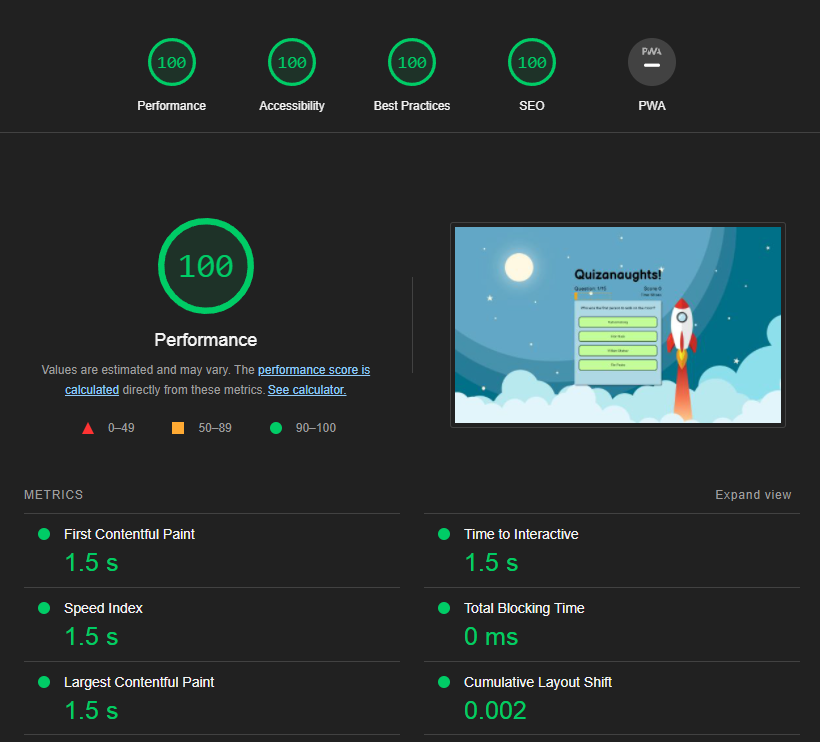 100 100 100 100 PWA
Performance Accessibility Best Practices SEO PWA
100
Performance
Values are estimated and may vary. The performance score is
calculated directly from these metrics. See calculator.
0–49 50–89 90–100
Quizanaughts!
Question 1/15 Score 0
METRICS Expand view
First Contentful Paint Time to Interactive
1.5 s 1.5 s
Speed Index Total Blocking Time
1.5 s 0 ms
Largest Contentful Paint Cumulative Layout Shift
1.5 s 0.002